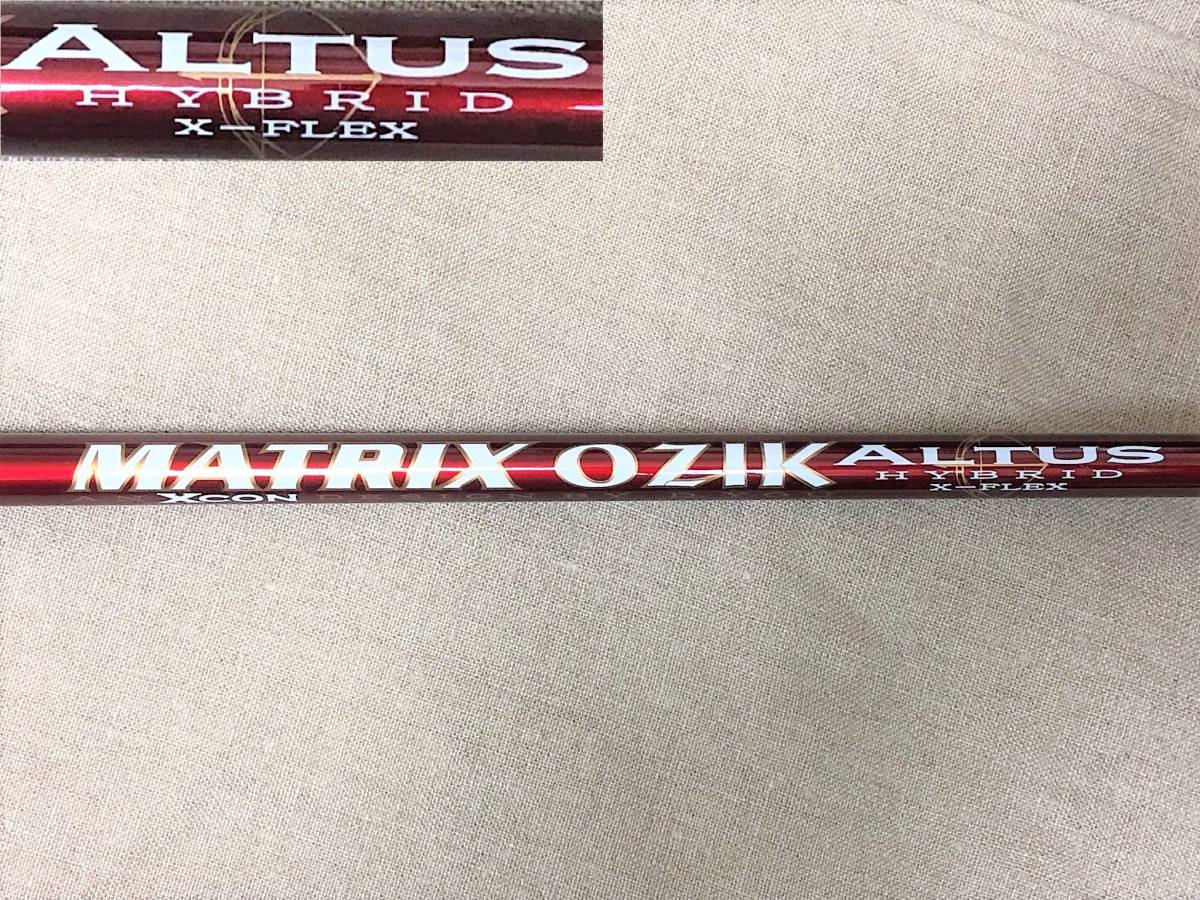 ALTUS
HYBRID
X-FLEX
MATRIX OZIK ALTUS
XCON
HYBRID
X-FLEX